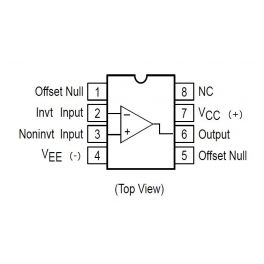 Offset Null 1 8 NC
Invt Input 2 − 7 VCC (+)
Noninvt Input 3 + 6 Output
VEE (-) 4 5 Offset Null
(Top View)